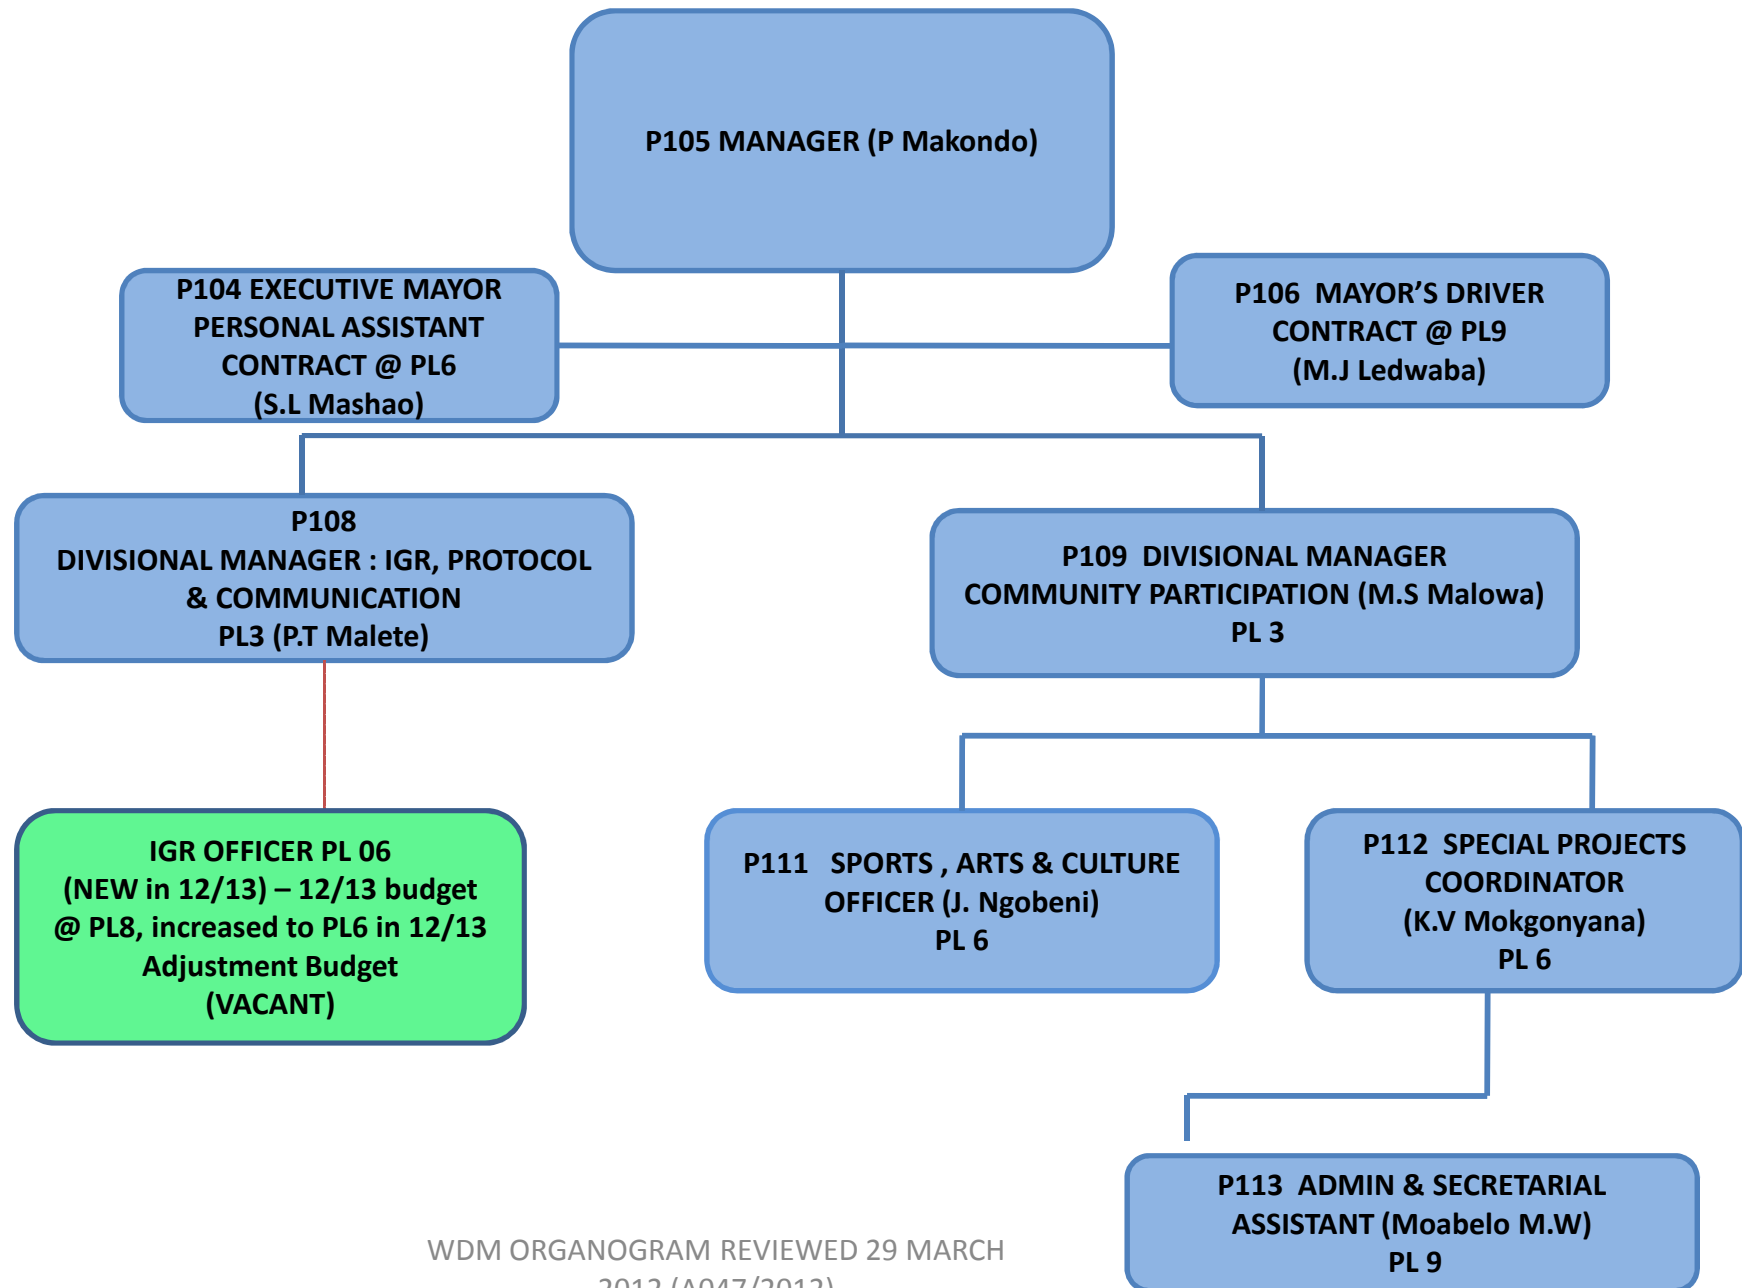 P105 MANAGER (P Makondo)
P104 EXECUTIVE MAYOR
PERSONAL ASSISTANT
CONTRACT @ PL6
(S.L Mashao)
P106 MAYOR’S DRIVER
CONTRACT @ PL9
(M.J Ledwaba)
P108
DIVISIONAL MANAGER : IGR, PROTOCOL
& COMMUNICATION
PL3 (P.T Malete)
P109 DIVISIONAL MANAGER
COMMUNITY PARTICIPATION (M.S Malowa)
PL 3
IGR OFFICER PL 06
(NEW in 12/13) – 12/13 budget
@ PL8, increased to PL6 in 12/13
Adjustment Budget
(VACANT)
P111 SPORTS , ARTS & CULTURE
OFFICER (J. Ngobeni)
PL 6
P112 SPECIAL PROJECTS
COORDINATOR
(K.V Mokgonyana)
PL 6
P113 ADMIN & SECRETARIAL
ASSISTANT (Moabelo M.W)
PL 9
WDM ORGANOGRAM REVIEWED 29 MARCH